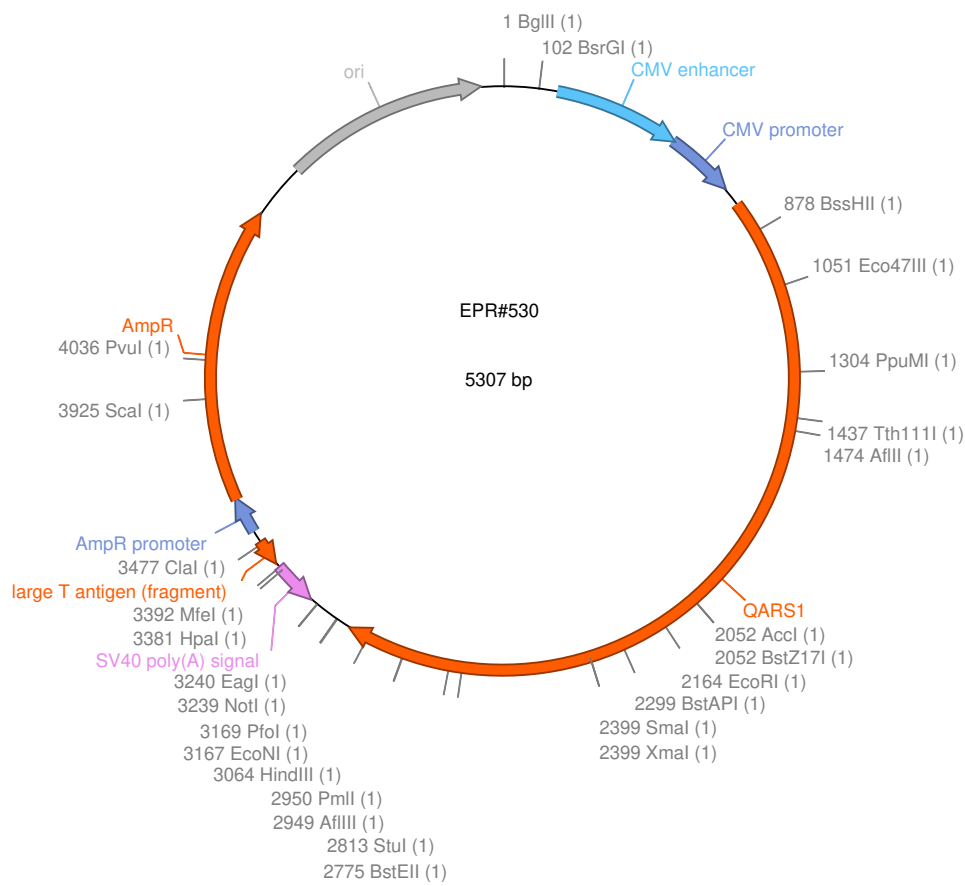 1 BglII (1)
102 BsrGI (1)
ori
CMV enhancer
CMV promoter
878 BssHII (1)
1051 Eco47III (1)
EPR#530
AmpR
4036 PvuI (1)
1304 PpuMI (1)
5307 bp
3925 ScaI (1)
1437 Tth111I (1)
1474 AflII (1)
AmpR promoter
3477 ClaI (1)
large T antigen (fragment)
QARS1
3392 MfeI (1)
2052 AccI (1)
3381 HpaI (1)
2052 BstZ17I (1)
SV40 poly(A) signal
3240 EagI (1)
2164 EcoRI (1)
3239 NotI (1)
2299 BstAPI (1)
3169 PfoI (1)
2399 SmaI (1)
3167 EcoNI (1)
2399 XmaI (1)
3064 HindIII (1)
2950 PmlI (1)
2949 AflIII (1)
2813 StuI (1)
2775 BstEII (1)